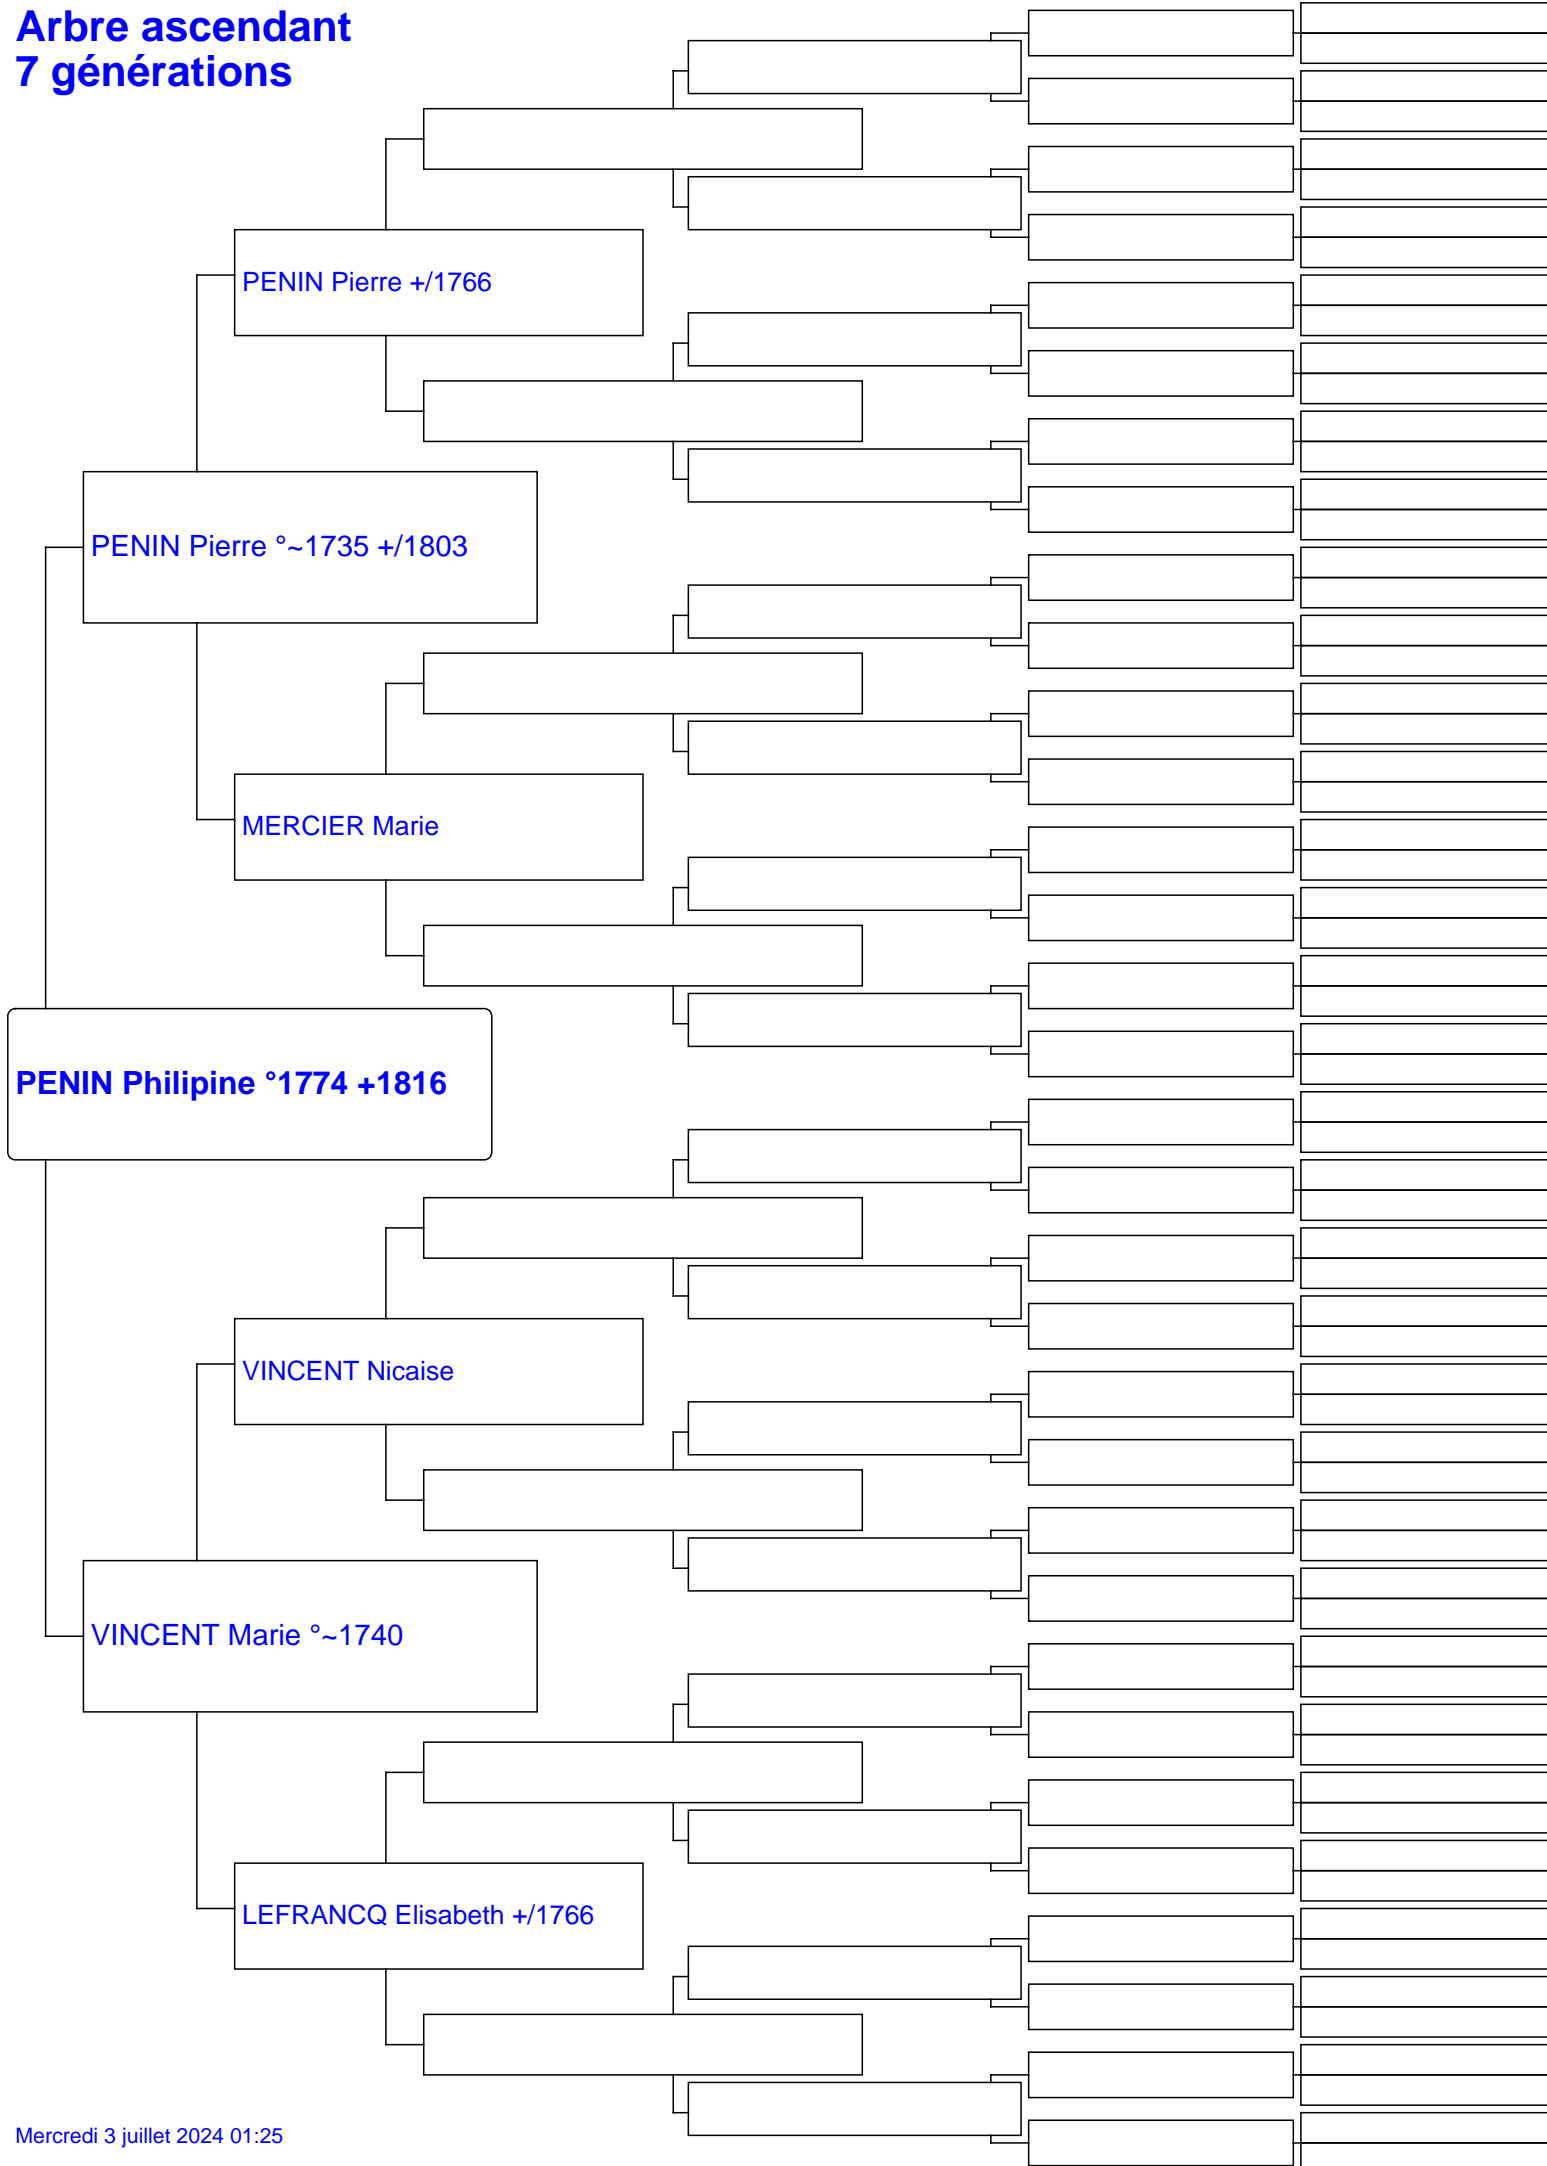 Arbre ascendant
7 générations
PENIN Pierre +/1766
PENIN Pierre °~1735 +/1803
MERCIER Marie
PENIN Philipine °1774 +1816
VINCENT Nicaise
VINCENT Marie °~1740
LEFRANCQ Elisabeth +/1766
Mercredi 3 juillet 2024 01:25